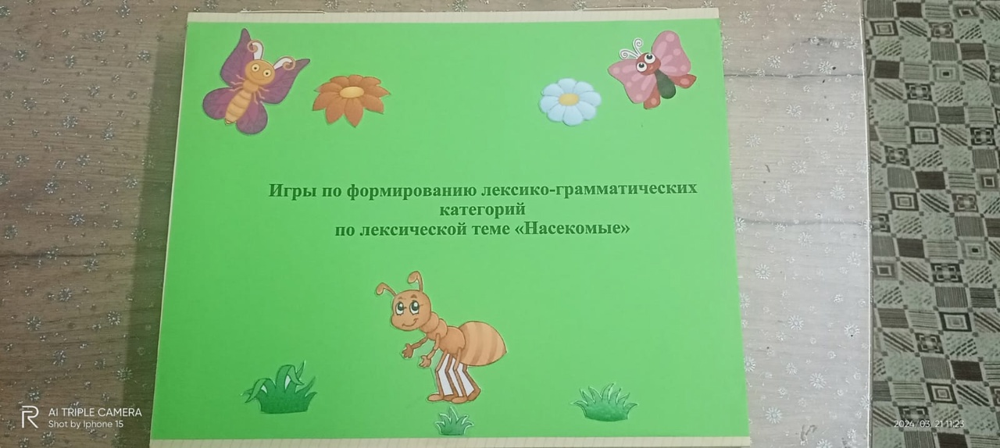 Игры по формированию лексико-грамматических
категорий
по лексической теме «Насекомые»
AI TRIPLE CAMERA
Shot by Iphone 15
2024/03/21 11:23